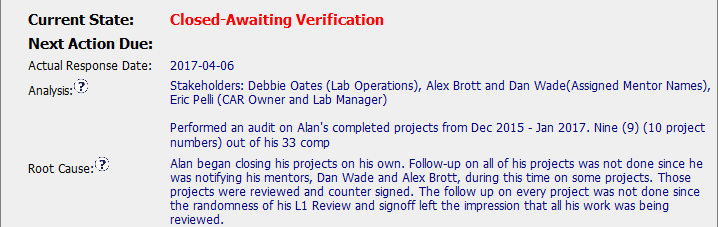 Current State: Closed-Awaiting Verification
Next Action Due:
Actual Response Date: 2017-04-06
Analysis:? Stakeholders: Debbie Oates (Lab Operations), Alex Brott and Dan Wade(Assigned Mentor Names),
Eric Pelli (CAR Owner and Lab Manager)
Performed an audit on Alan's completed projects from Dec 2015 - Jan 2017. Nine (9) (10 project
numbers) out of his 33 comp
Root Cause:? Alan began closing his projects on his own. Follow-up on all of his projects was not done since he
was notifying his mentors, Dan Wade and Alex Brott, during this time on some projects. Those
projects were reviewed and counter signed. The follow up on every project was not done since
the randomness of his L1 Review and signoff left the impression that all his work was being
reviewed.